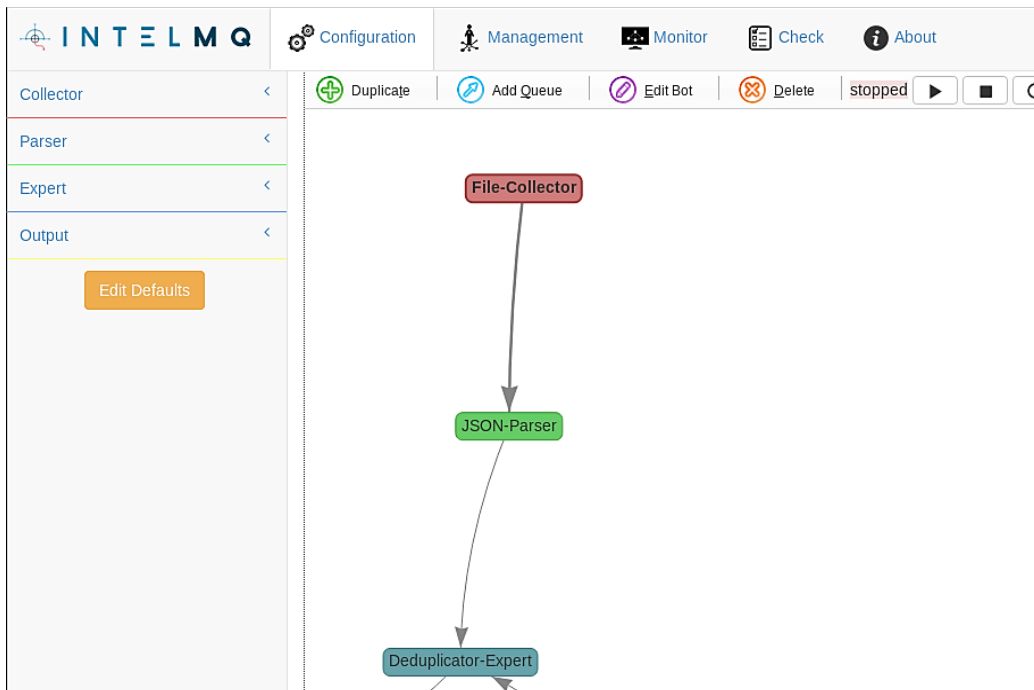 INTELMQ
Configuration
Management
Monitor
Check
About
Collector
Parser
Expert
Output
Edit Defaults
Duplicate
Add Queue
Edit Bot
Delete
stopped
File-Collector
JSON-Parser
Deduplicator-Expert